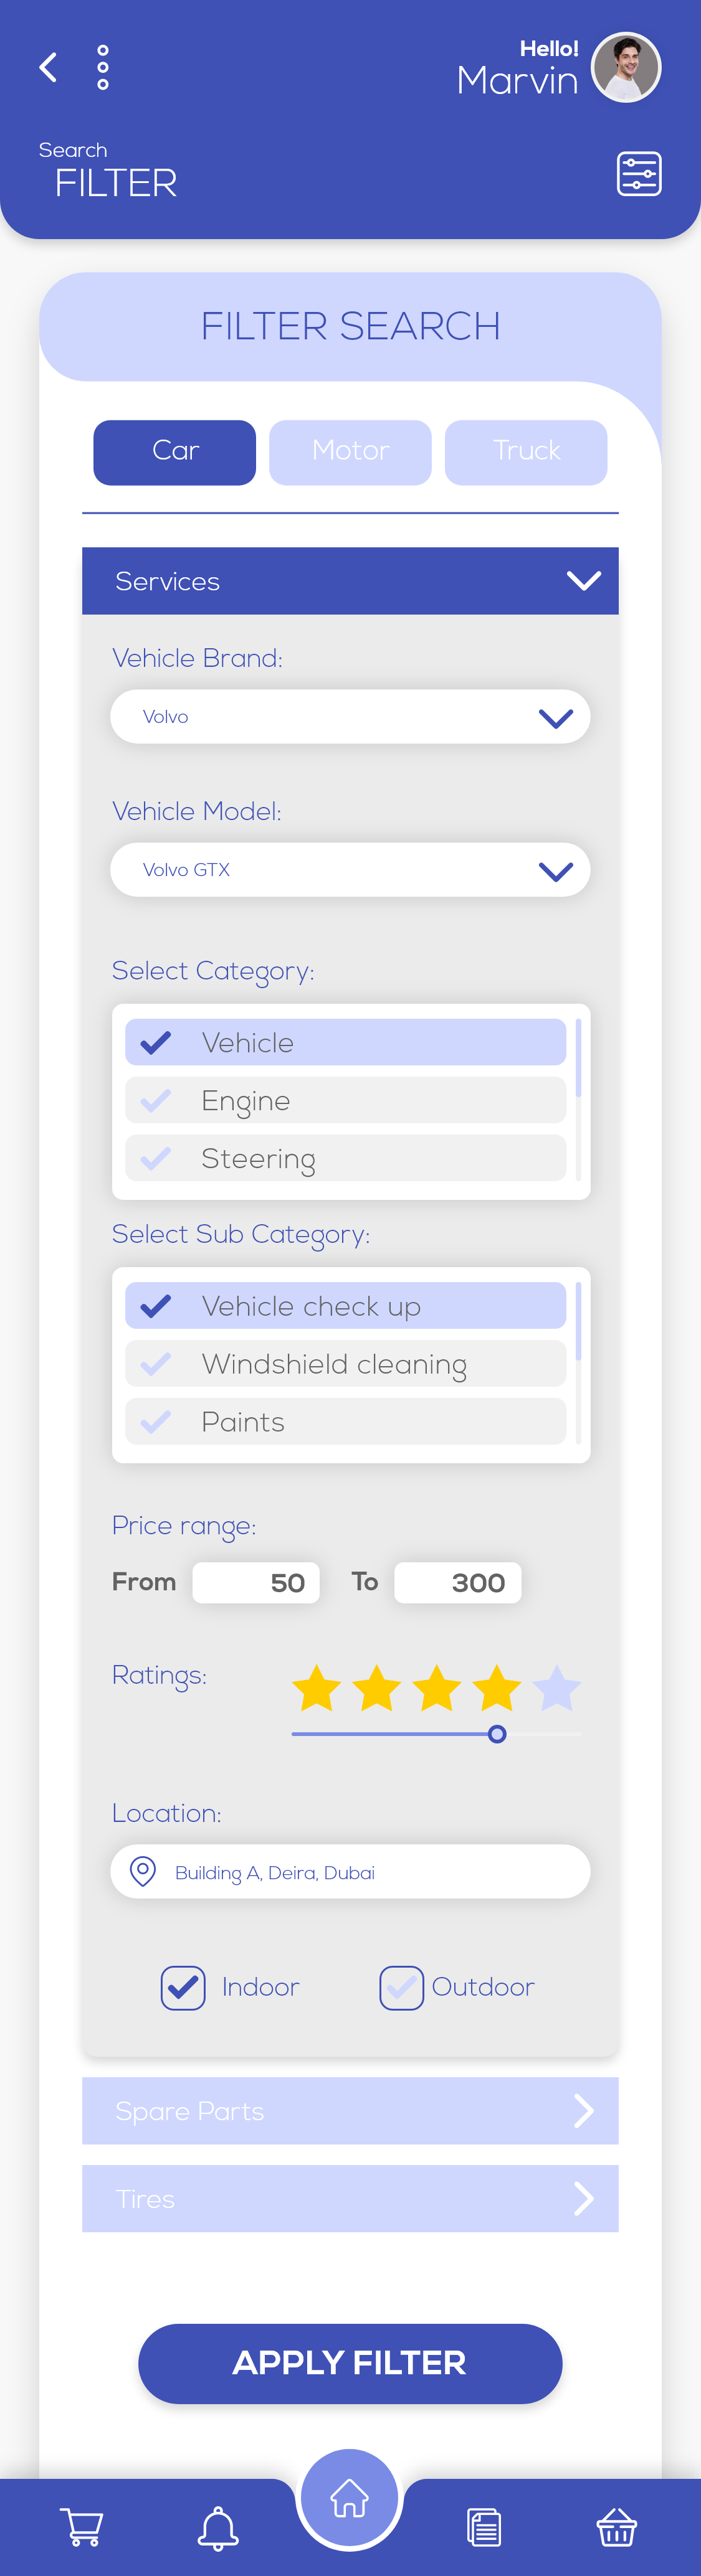 Hello!
Marvin
Search
FILTER
FILTER SEARCH
Car Motor Truck
Services
Vehicle Brand:
Volvo
Vehicle Model:
Volvo GTX
Select Category:
Vehicle
Engine
Steering
Select Sub Category:
Vehicle check up
Windshield cleaning
Paints
Price range:
From 50 To 300
Ratings:
Location:
Building A, Deira, Dubai
Indoor Outdoor
Spare Parts
Tires
APPLY FILTER